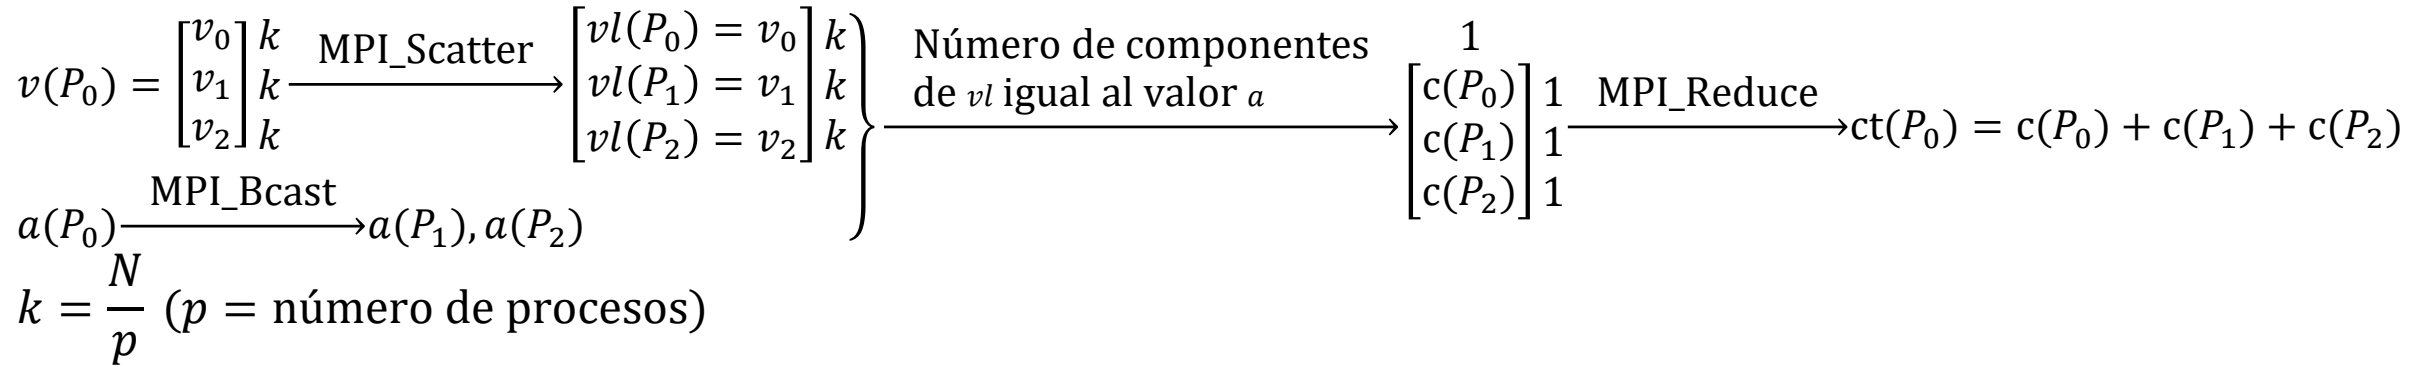 v(P₀) = [v₀ v₁ v₂] k k k MPI_Scatter → [vl(P₀) = v₀ vl(P₁) = v₁ vl(P₂) = v₂] k k k }
Número de componentes
de vl igual al valor a
→ 1 [c(P₀) c(P₁) c(P₂)] 1 1 1 MPI_Reduce → ct(P₀) = c(P₀) + c(P₁) + c(P₂)
a(P₀) MPI_Bcast → a(P₁), a(P₂)
k = N/p (p = número de procesos)